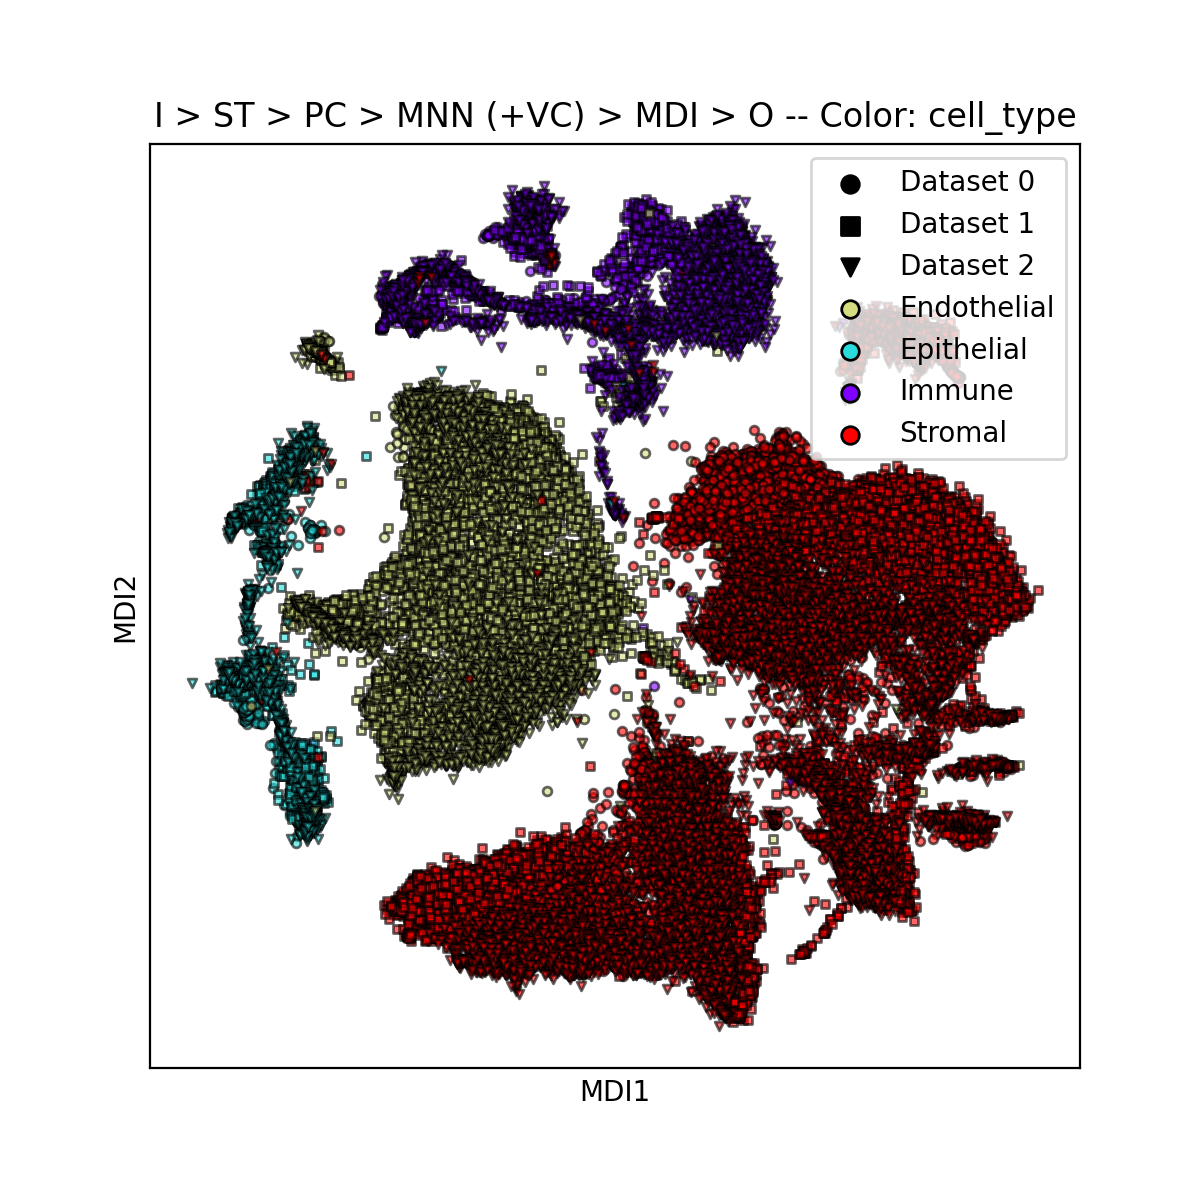 I > ST > PC > MNN (+VC) > MDI > O -- Color: cell_type
Dataset 0
Dataset 1
Dataset 2
Endothelial
Epithelial
Immune
Stromal
MDI2
MDI1